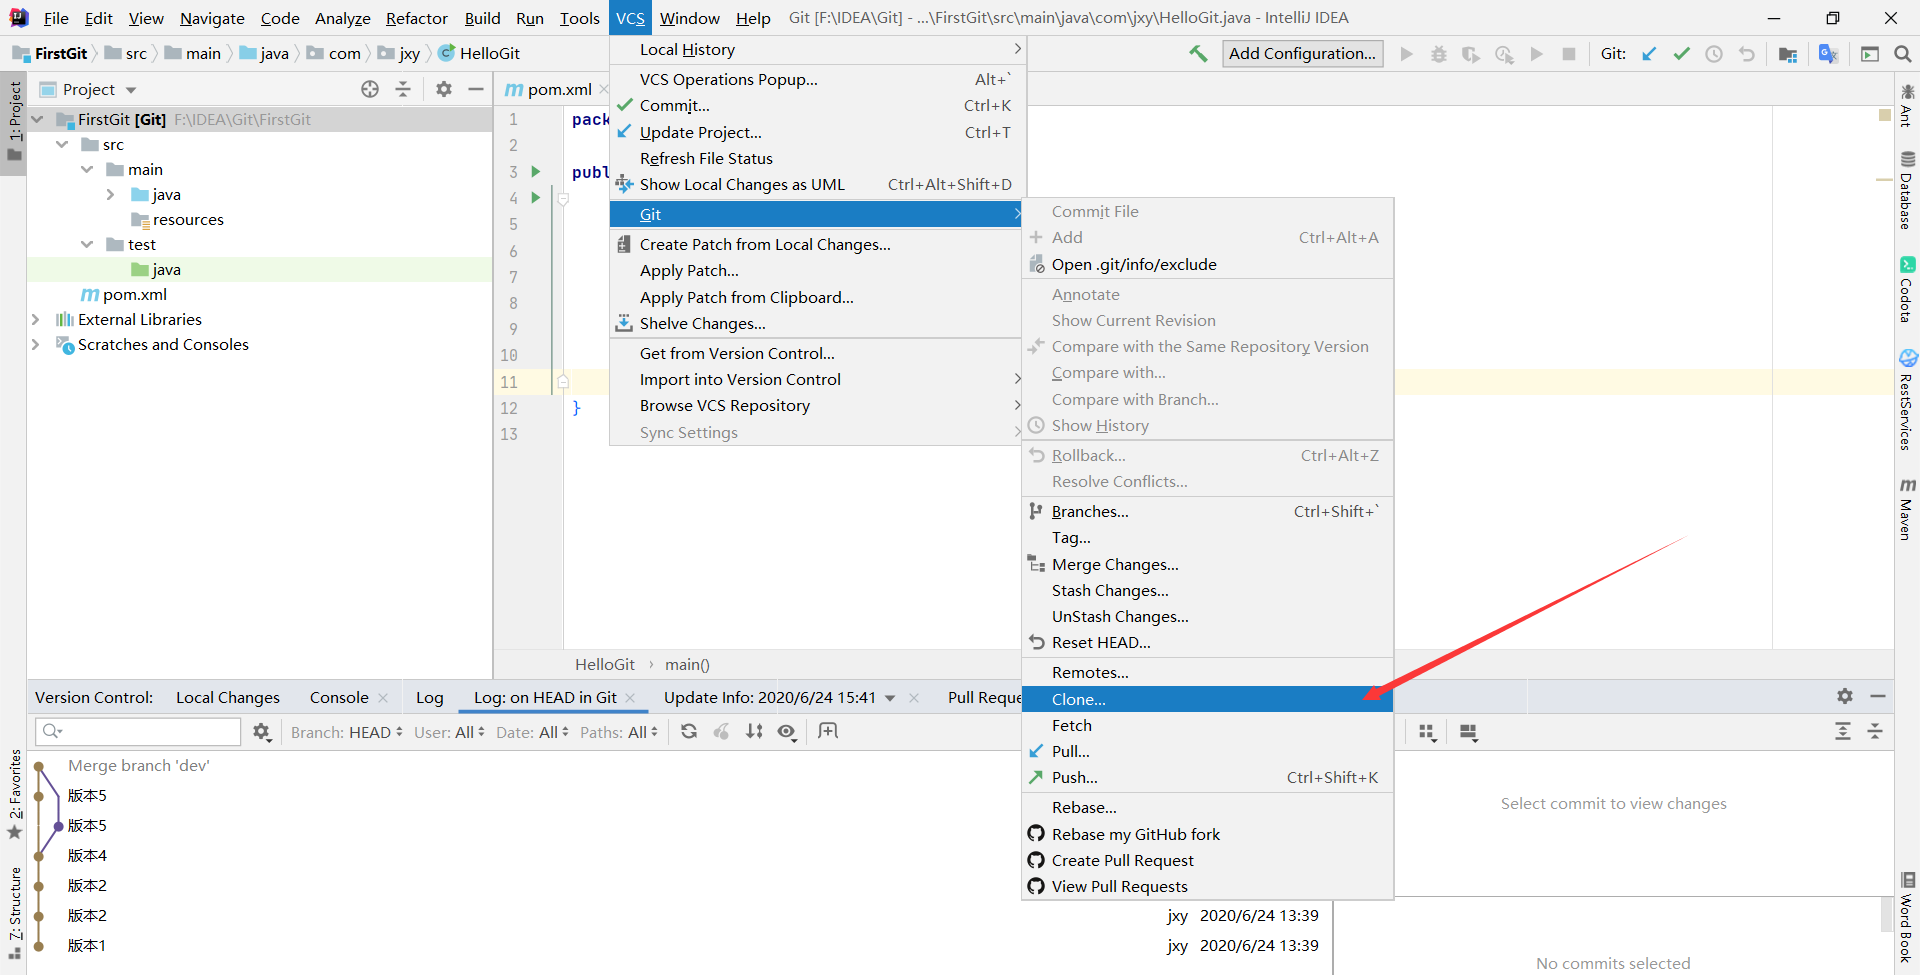 File Edit View Navigate Code Analyze Refactor Build Run Tools VCS Window Help Git [F:\IDEA\Git] - ...\FirstGit\src\main\java\com\jxy\HelloGit.java - IntelliJ IDEA
FirstGit src main java com jxy HelloGit
Add Configuration... Git:
Project
pom.xml
FirstGit [Git] F:\IDEA\Git\FirstGit
src
main
java
resources
test
java
pom.xml
External Libraries
Scratches and Consoles
1: Project
2: Favorites
7: Structure
1 pack
2
3 publ
4
5
6
7
8
9
10
11
12 }
13
HelloGit › main()
Local History
VCS Operations Popup... Alt+`
Commit... Ctrl+K
Update Project... Ctrl+T
Refresh File Status
Show Local Changes as UML Ctrl+Alt+Shift+D
Git
Create Patch from Local Changes...
Apply Patch...
Apply Patch from Clipboard...
Shelve Changes...
Get from Version Control...
Import into Version Control
Browse VCS Repository
Sync Settings
Commit File
Add Ctrl+Alt+A
Open .git/info/exclude
Annotate
Show Current Revision
Compare with the Same Repository Version
Compare with...
Compare with Branch...
Show History
Rollback... Ctrl+Alt+Z
Resolve Conflicts...
Branches... Ctrl+Shift+`
Tag...
Merge Changes...
Stash Changes...
UnStash Changes...
Reset HEAD...
Remotes...
Clone...
Fetch
Pull...
Push... Ctrl+Shift+K
Rebase...
Rebase my GitHub fork
Create Pull Request
View Pull Requests
Ant
Database
Codota
RestServices
m Maven
Word Book
Version Control: Local Changes Console Log Log: on HEAD in Git Update Info: 2020/6/24 15:41 Pull Reque
Branch: HEAD User: All Date: All Paths: All
Merge branch 'dev'
版本5
版本5
版本4
版本2
版本2 jxy 2020/6/24 13:39
版本1 jxy 2020/6/24 13:39
Select commit to view changes
No commits selected